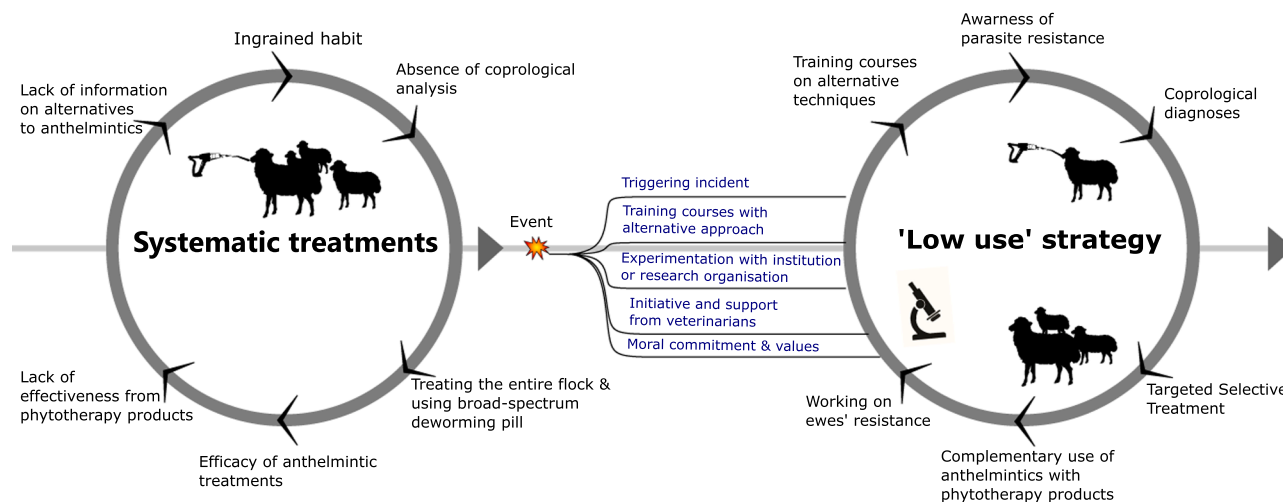 Ingrained habit
Absence of coprological
analysis
Lack of information
on alternatives
to anthelmintics
Systematic treatments
Lack of
effectiveness from
phytotherapy products
Efficacy of anthelmintic
treatments
Treating the entire flock &
using broad-spectrum
deworming pill
Event
Triggering incident
Training courses with
alternative approach
Experimentation with institution
or research organisation
Initiative and support
from veterinarians
Moral commitment & values
Awarness of
parasite resistance
Training courses
on alternative
techniques
Coprological
diagnoses
'Low use' strategy
Working on
ewes' resistance
Targeted Selective
Treatment
Complementary use of
anthelmintics with
phytotherapy products